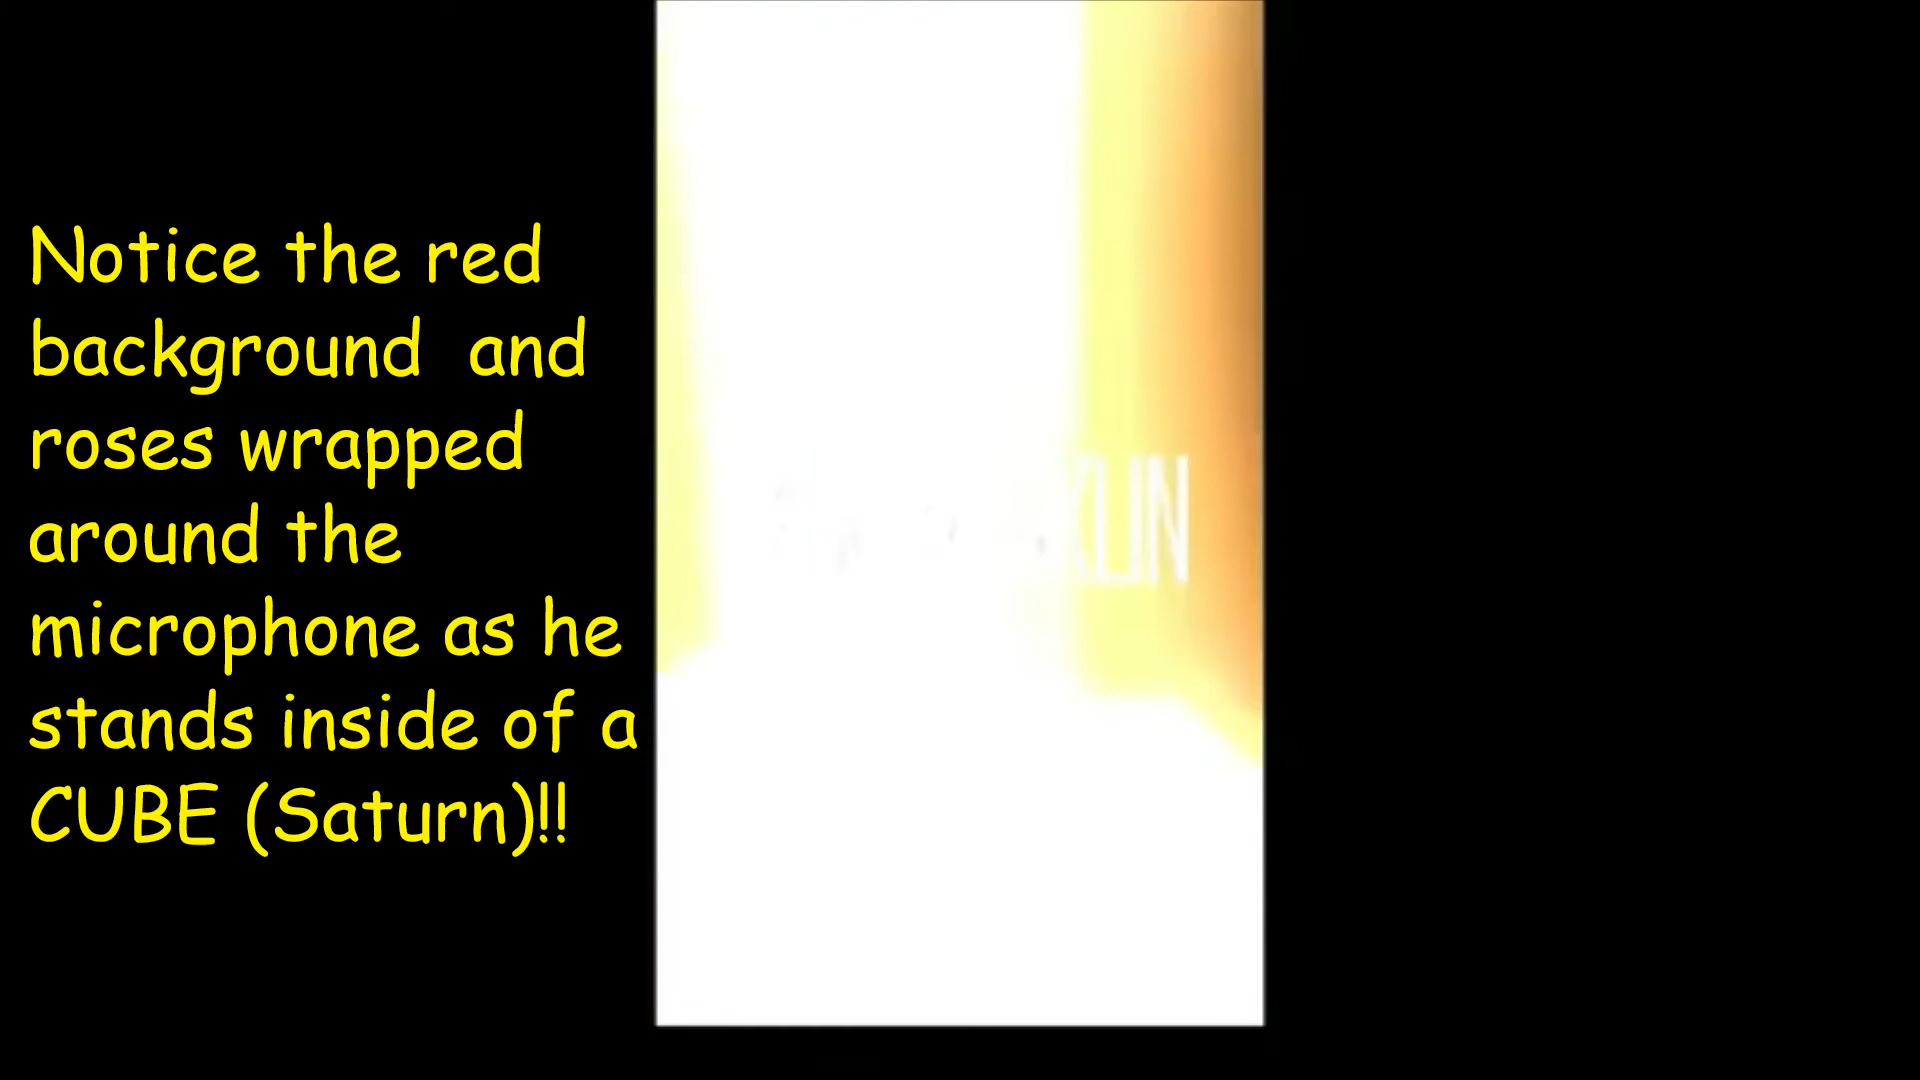 Notice the red
background and
roses wrapped
around the
microphone as he
stands inside of a
CUBE (Saturn)!!